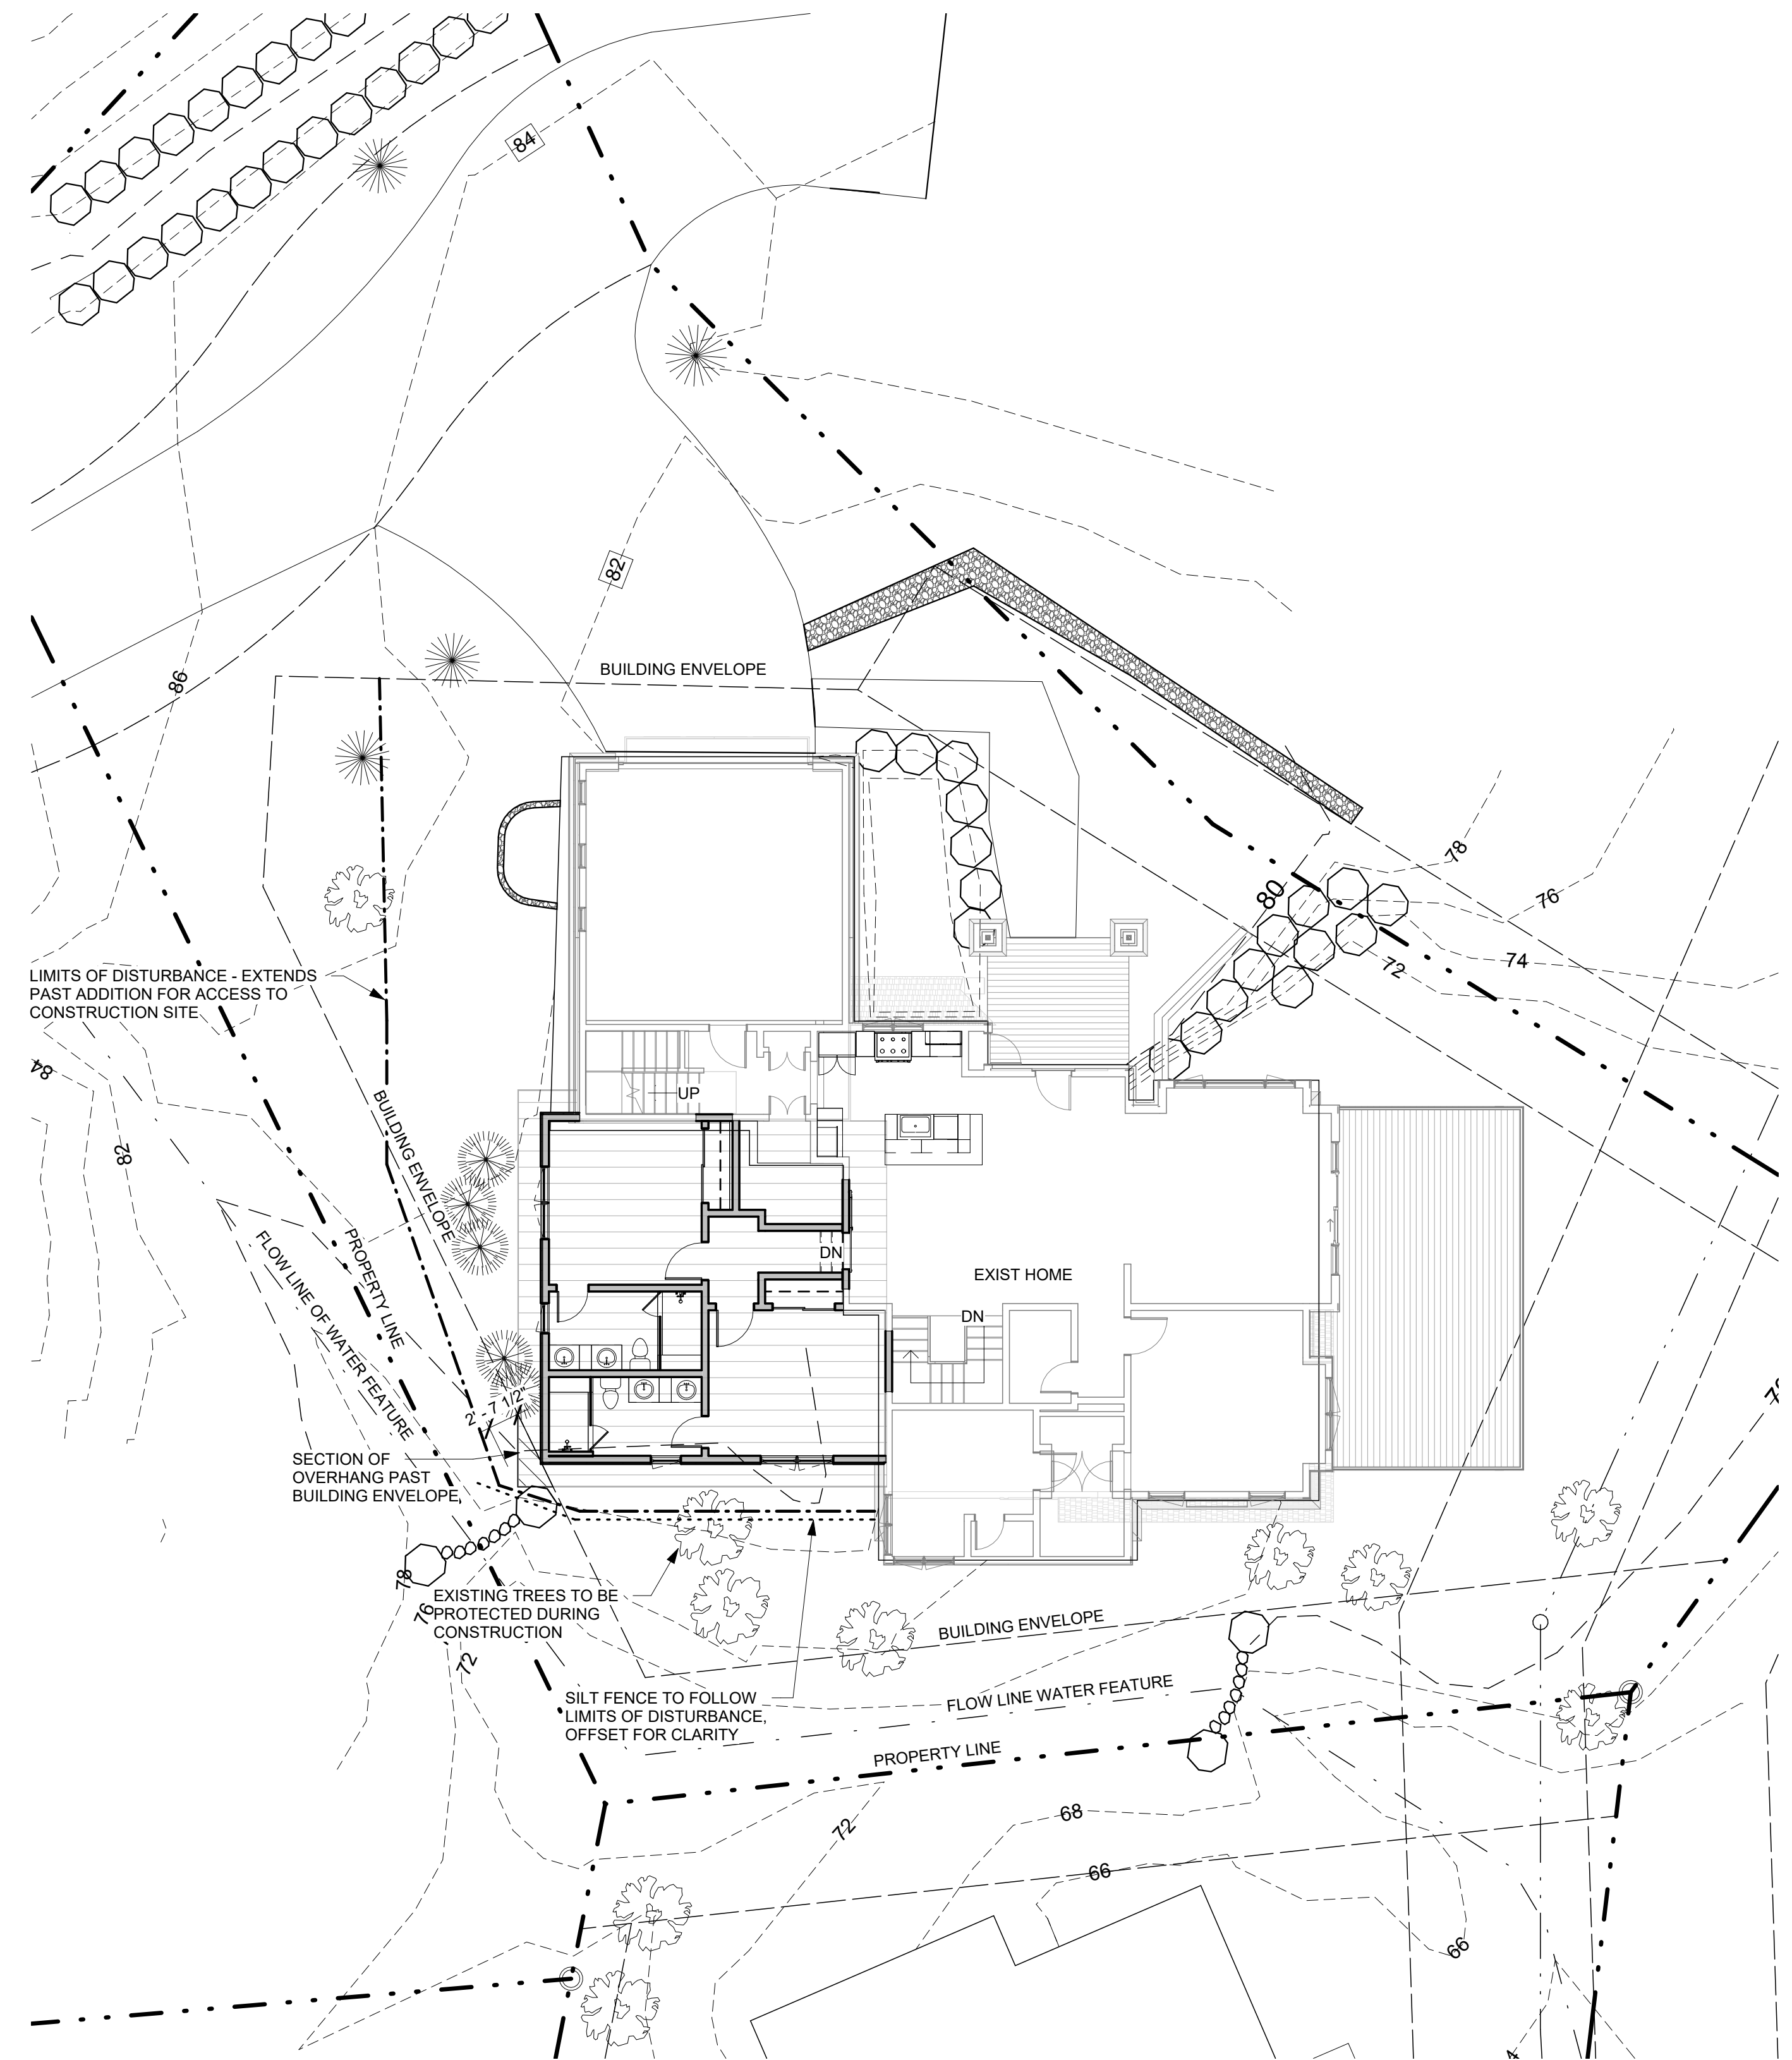 84
82
BUILDING ENVELOPE
86
78
80
76
74
72
LIMITS OF DISTURBANCE - EXTENDS
PAST ADDITION FOR ACCESS TO
CONSTRUCTION SITE
84
82
BUILDING ENVELOPE
UP
DN
EXIST HOME
DN
FLOW LINE OF WATER FEATURE
PROPERTY LINE
2' - 7 1/2"
SECTION OF
OVERHANG PAST
BUILDING ENVELOPE
78
76
72
EXISTING TREES TO BE
PROTECTED DURING
CONSTRUCTION
BUILDING ENVELOPE
SILT FENCE TO FOLLOW
LIMITS OF DISTURBANCE,
OFFSET FOR CLARITY
FLOW LINE WATER FEATURE
PROPERTY LINE
72
68
66
66